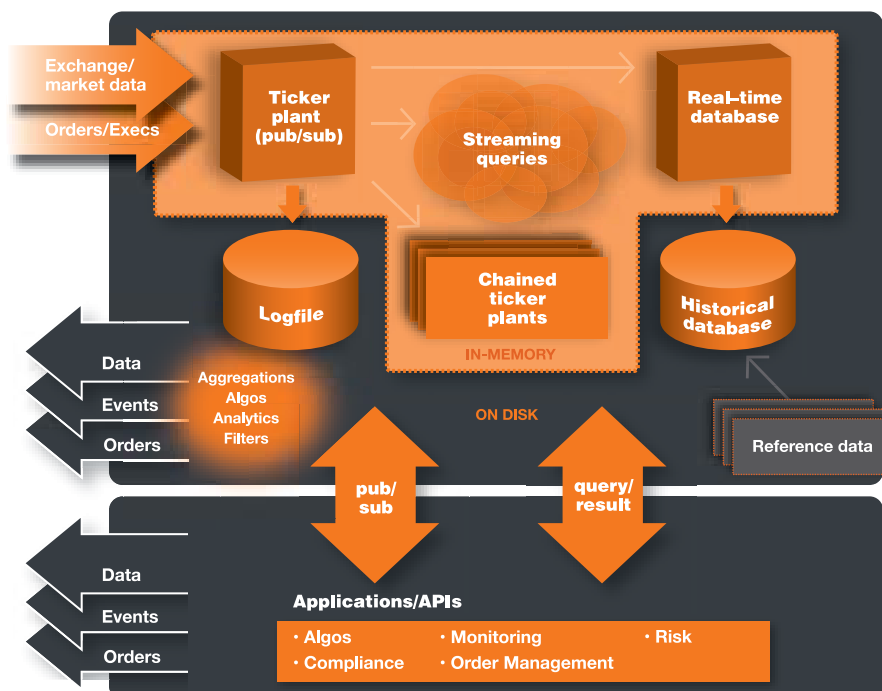 Exchange/
market data
Orders/Execs
Ticker
plant
(pub/sub)
Streaming
queries
Real–time
database
Logfile
Chained
ticker
plants
Historical
database
IN-MEMORY
Data
Events
Orders
Aggregations
Algos
Analytics
Filters
ON DISK
Reference data
pub/
sub
query/
result
Data
Events
Orders
Applications/APIs
· Algos
· Monitoring
· Risk
· Compliance
· Order Management